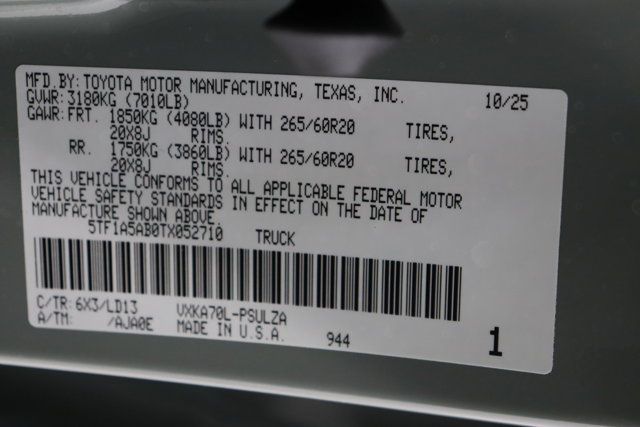 MFD.BY:TOYOTA MOTOR MANUFACTURING, TEXAS, INC. 10/25
GVWR:3180KG (7010LB)
GAWR:FRT. 1850KG (4080LB) WITH 265/60R20 TIRES,
20X8J RIMS.
RR. 1750KG (3860LB) WITH 265/60R20 TIRES,
20X8J RIMS.
THIS VEHICLE CONFORMS TO ALL APPLICABLE FEDERAL MOTOR
VEHICLE SAFETY STANDARDS IN EFFECT ON THE DATE OF
MANUFACTURE SHOWN ABOVE.
5TF1A5AB0TX052710 TRUCK
C/TR:6X3/LD13 VXKA70L-PSULZA
A/TM: /AJA0E MADE IN U.S.A. 944 1